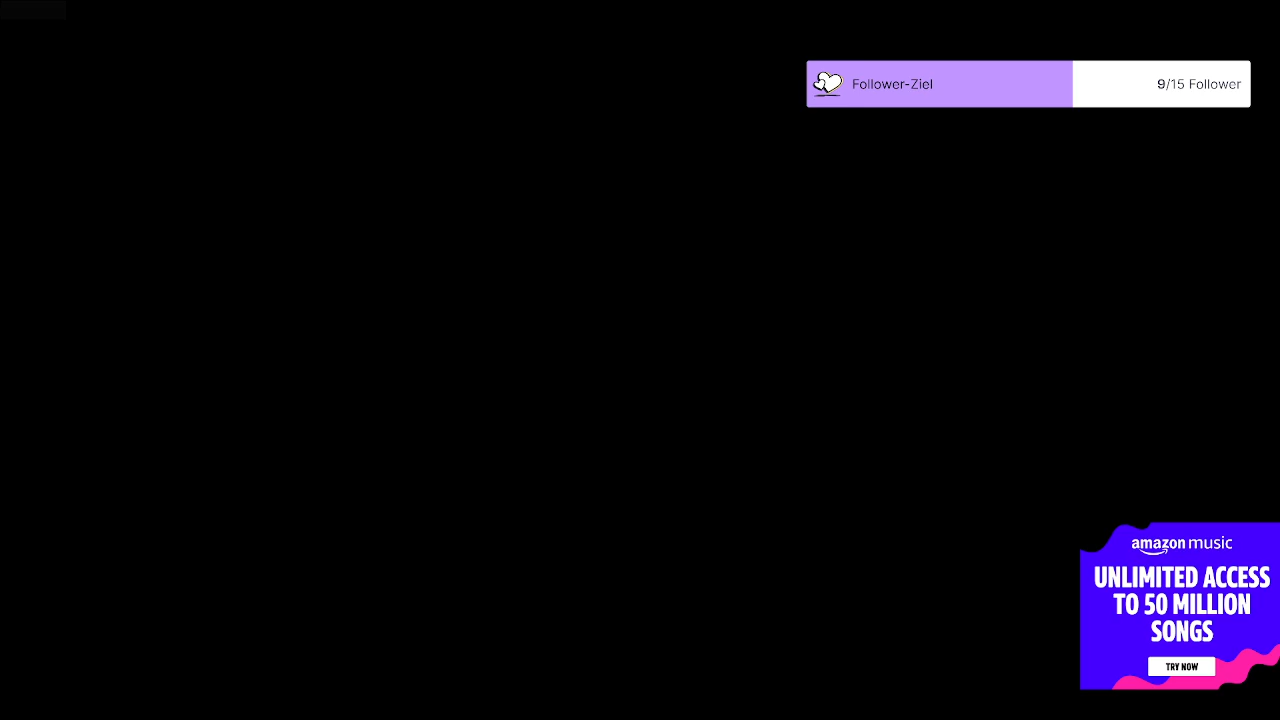 Follower-Ziel
9/15 Follower
amazon music
UNLIMITED ACCESS
TO 50 MILLION
SONGS
TRY NOW